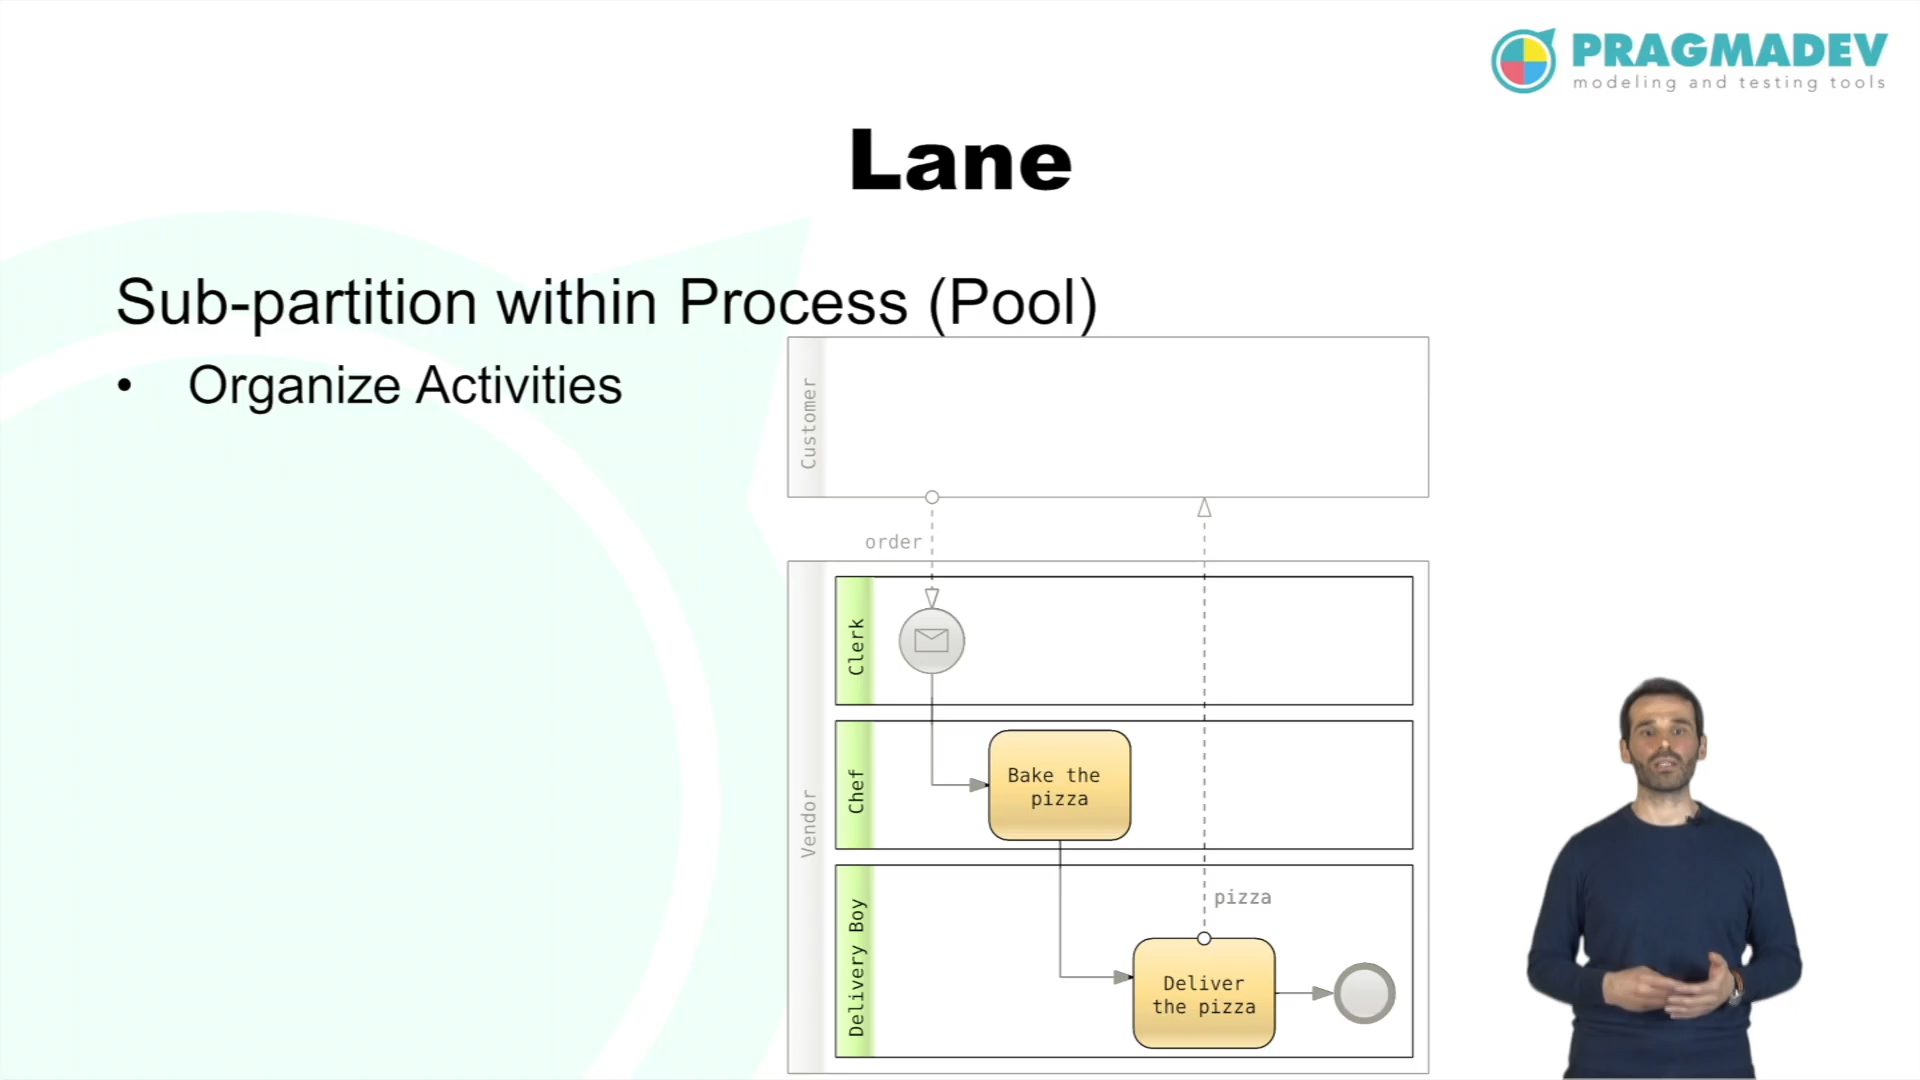 PRAGMADEV
modeling and testing tools
Lane
Sub-partition within Process (Pool)
• Organize Activities
Customer
order
Vendor
Clerk
Chef
Bake the
pizza
Delivery Boy
pizza
Deliver
the pizza